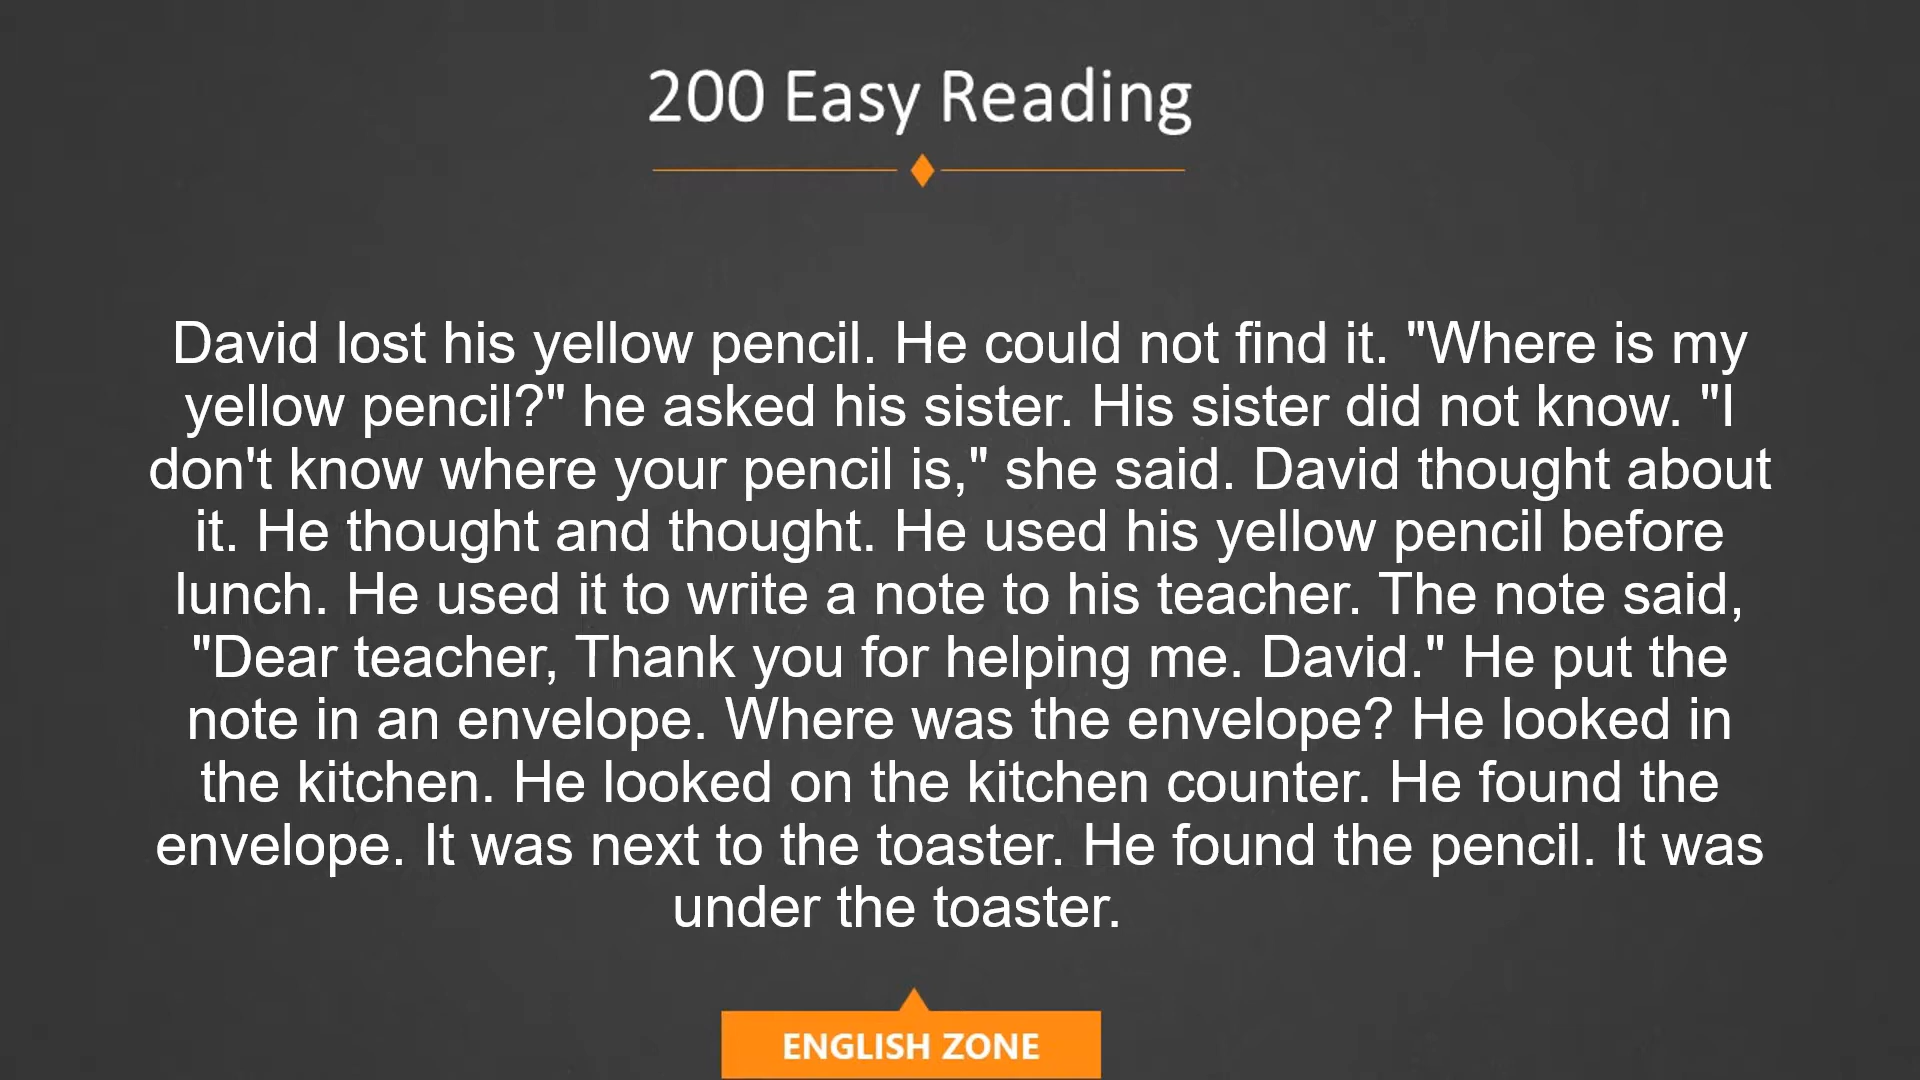 200 Easy Reading
David lost his yellow pencil. He could not find it. "Where is my
yellow pencil?" he asked his sister. His sister did not know. "I
don't know where your pencil is," she said. David thought about
it. He thought and thought. He used his yellow pencil before
lunch. He used it to write a note to his teacher. The note said,
"Dear teacher, Thank you for helping me. David." He put the
note in an envelope. Where was the envelope? He looked in
the kitchen. He looked on the kitchen counter. He found the
envelope. It was next to the toaster. He found the pencil. It was
under the toaster.
ENGLISH ZONE